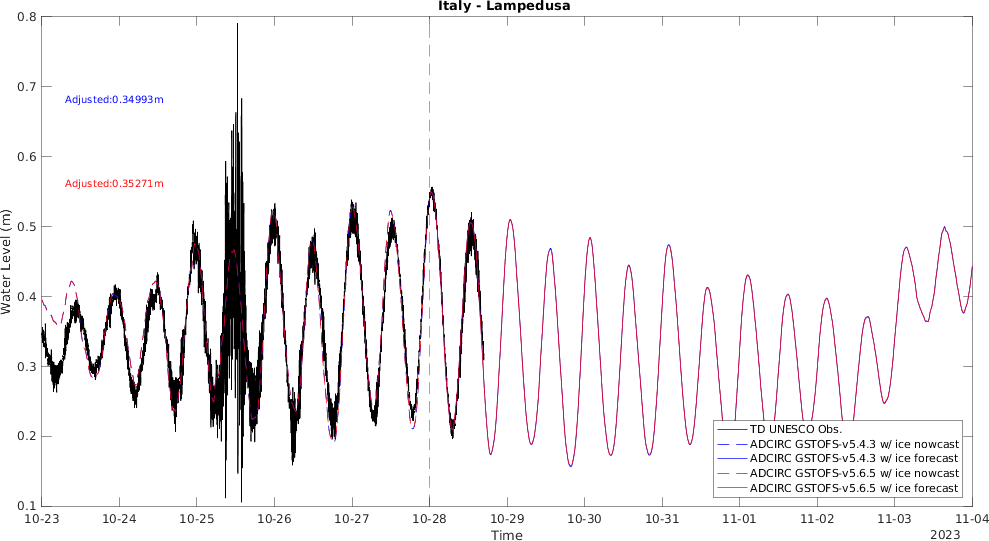 Italy - Lampedusa
0.8
0.7
0.6
0.5
0.4
0.3
0.2
0.1
Water Level (m)
Adjusted:0.34993m
Adjusted:0.35271m
TD UNESCO Obs.
ADCIRC GSTOFS-v5.4.3 w/ ice nowcast
ADCIRC GSTOFS-v5.4.3 w/ ice forecast
ADCIRC GSTOFS-v5.6.5 w/ ice nowcast
ADCIRC GSTOFS-v5.6.5 w/ ice forecast
10-23 10-24 10-25 10-26 10-27 10-28 10-29 10-30 10-31 11-01 11-02 11-03 11-04
Time
2023